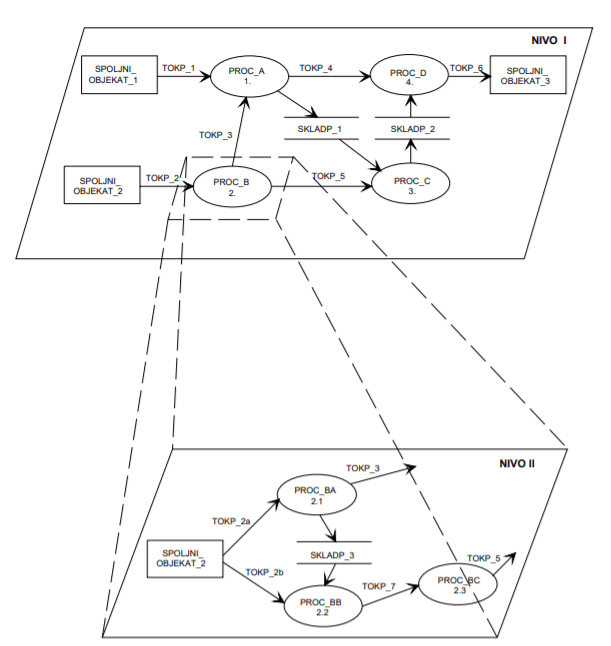 NIVO I
SPOLJNI_
OBJEKAT_1
TOKP_1
PROC_A
1.
TOKP_4
PROC_D
4.
TOKP_6
SPOLJNI_
OBJEKAT_3
TOKP_3
SKLADP_1
SKLADP_2
SPOLJNI_
OBJEKAT_2
TOKP_2
PROC_B
2.
TOKP_5
PROC_C
3.
NIVO II
TOKP_3
PROC_BA
2.1
TOKP_2a
SPOLJNI_
OBJEKAT_2
SKLADP_3
TOKP_5
TOKP_2b
TOKP_7
PROC_BC
2.3
PROC_BB
2.2